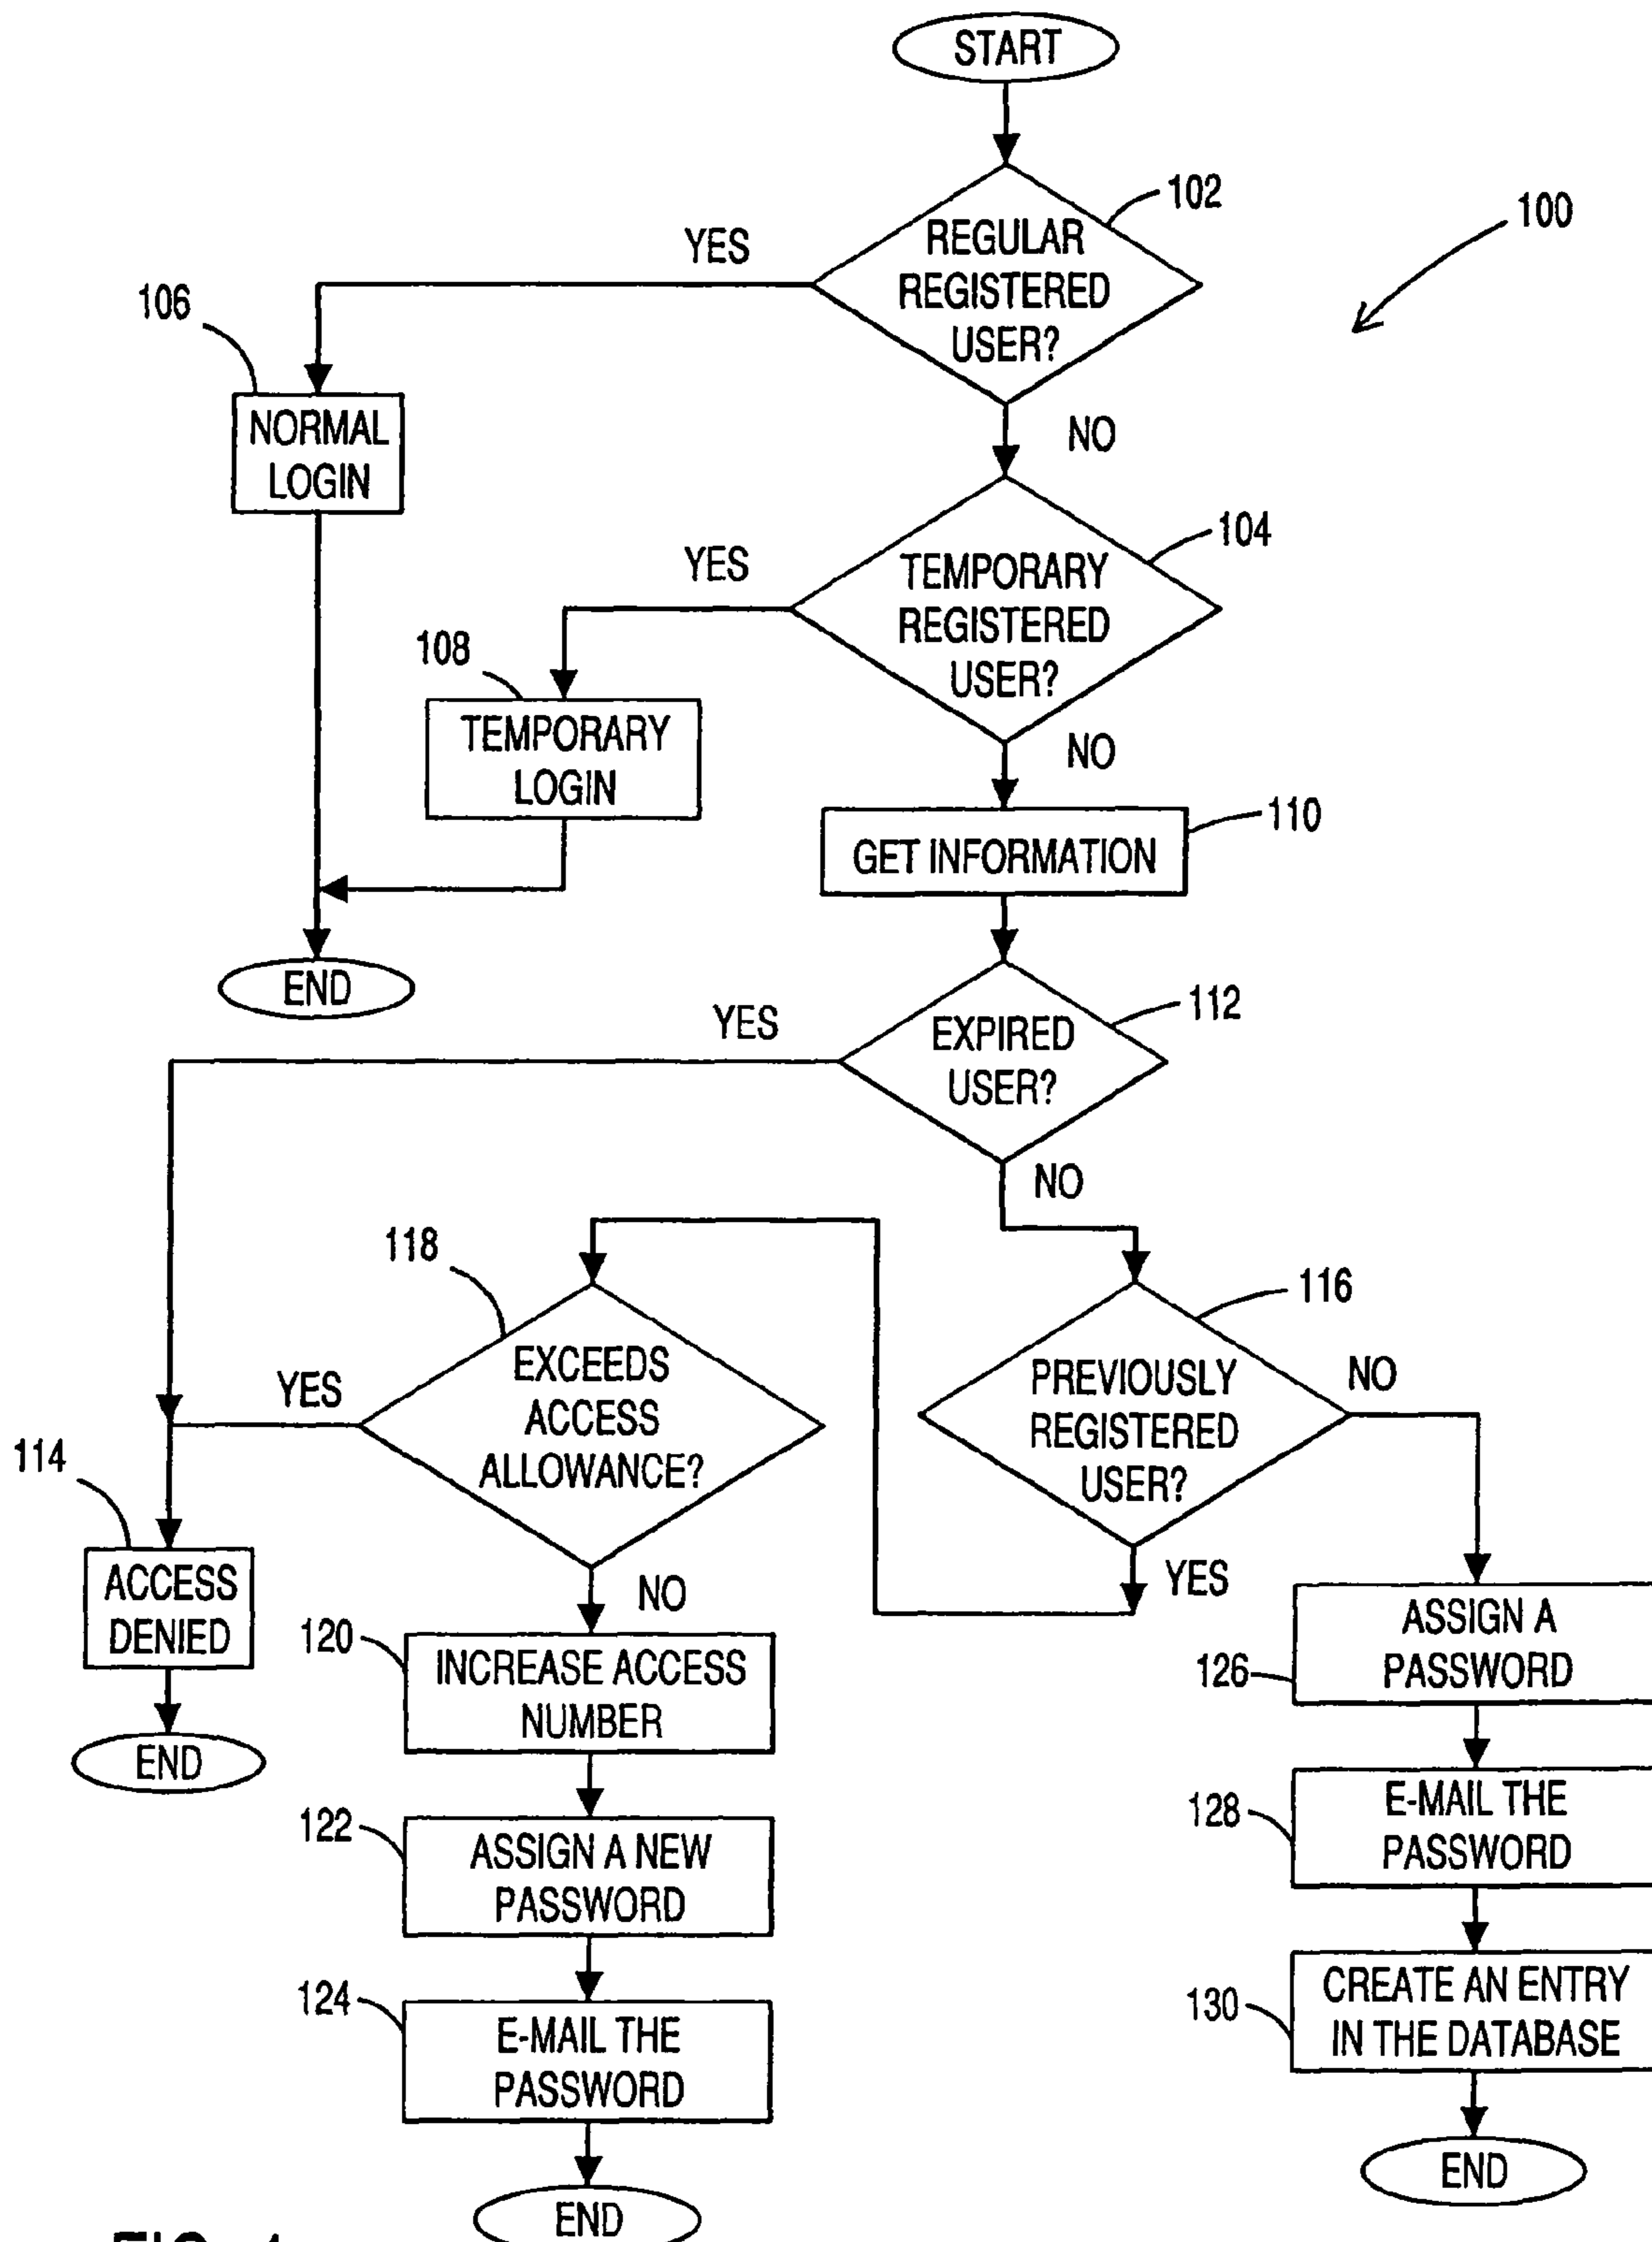 START
102
100
REGULAR
REGISTERED
USER?
YES
106
NORMAL
LOGIN
NO
104
YES
TEMPORARY
REGISTERED
USER?
108
TEMPORARY
LOGIN
NO
110
GET INFORMATION
END
112
YES
EXPIRED
USER?
NO
118
116
EXCEEDS
ACCESS
ALLOWANCE?
YES
PREVIOUSLY
REGISTERED
USER?
NO
114
ACCESS
DENIED
END
NO
YES
120
INCREASE ACCESS
NUMBER
ASSIGN A
PASSWORD
126
122
ASSIGN A NEW
PASSWORD
E-MAIL THE
PASSWORD
128
124
E-MAIL THE
PASSWORD
CREATE AN ENTRY
IN THE DATABASE
130
END
END